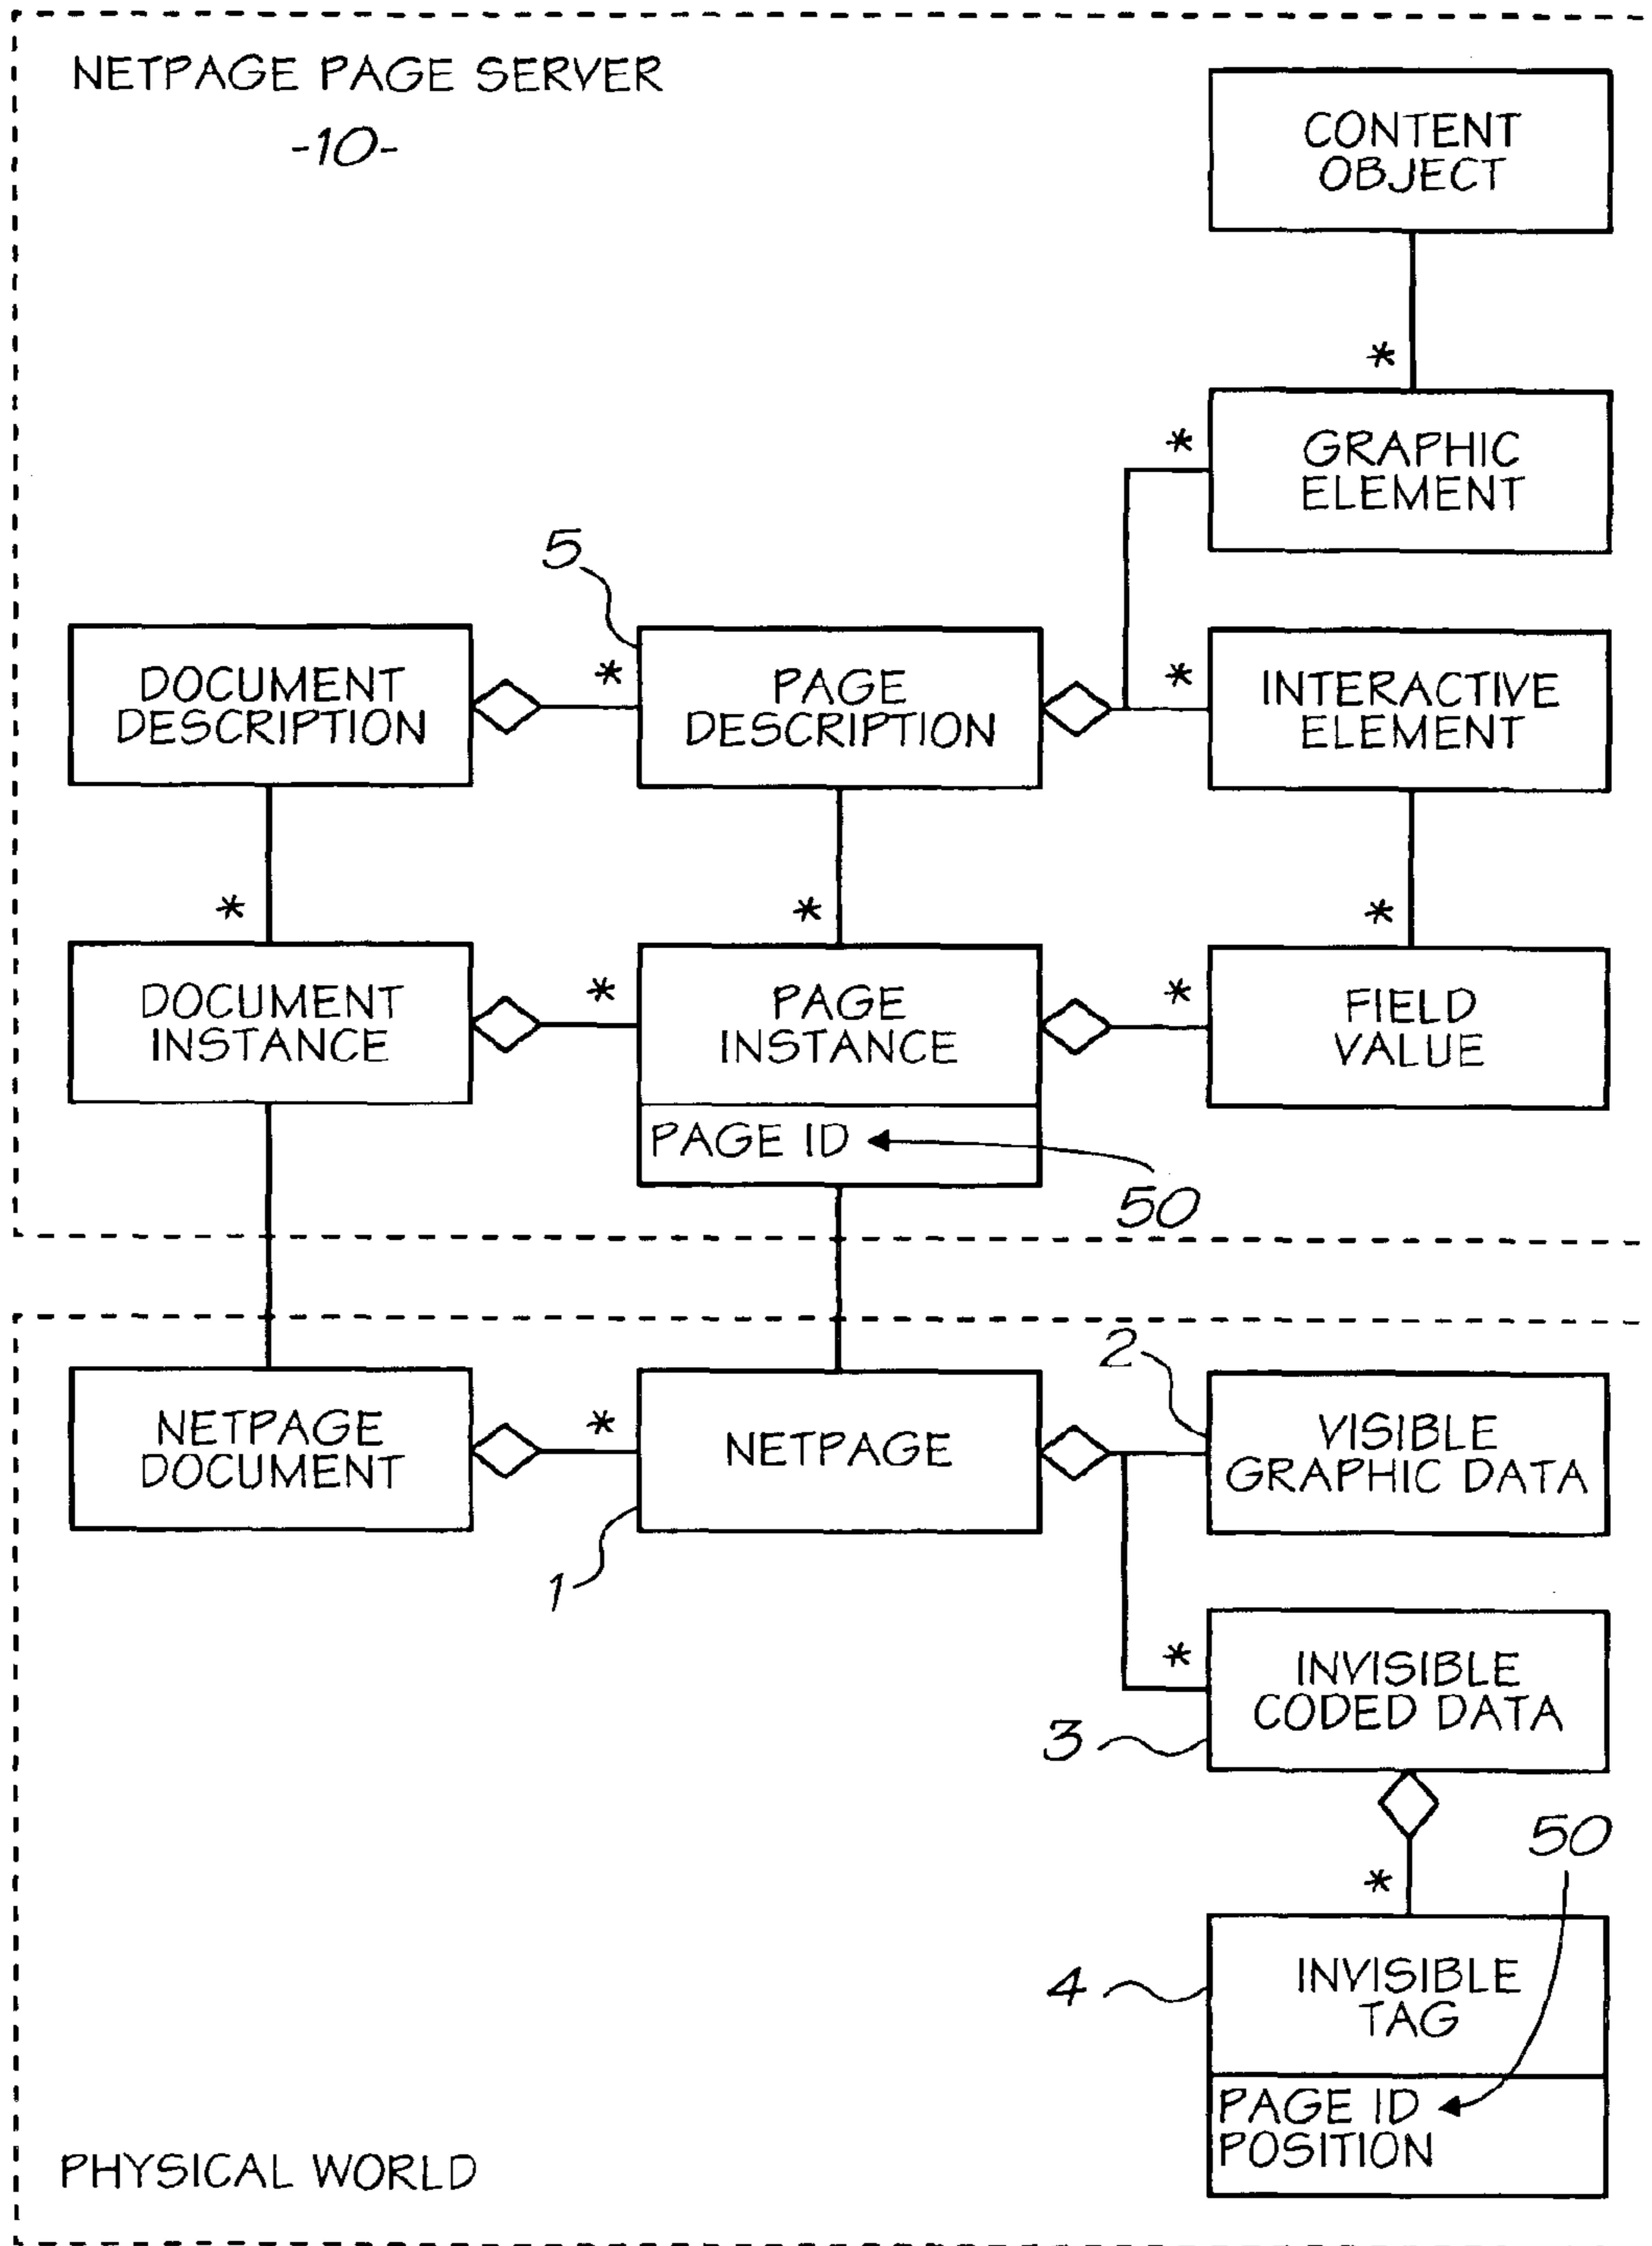 NETPAGE PAGE SERVER
-10-
CONTENT
OBJECT
*
*
GRAPHIC
ELEMENT
5
DOCUMENT
DESCRIPTION
*
PAGE
DESCRIPTION
*
INTERACTIVE
ELEMENT
*
*
*
DOCUMENT
INSTANCE
*
PAGE
INSTANCE
*
FIELD
VALUE
PAGE ID
50
NETPAGE
DOCUMENT
*
NETPAGE
1
2
VISIBLE
GRAPHIC DATA
*
INVISIBLE
CODED DATA
3
50
*
4
INVISIBLE
TAG
PAGE ID
POSITION
PHYSICAL WORLD